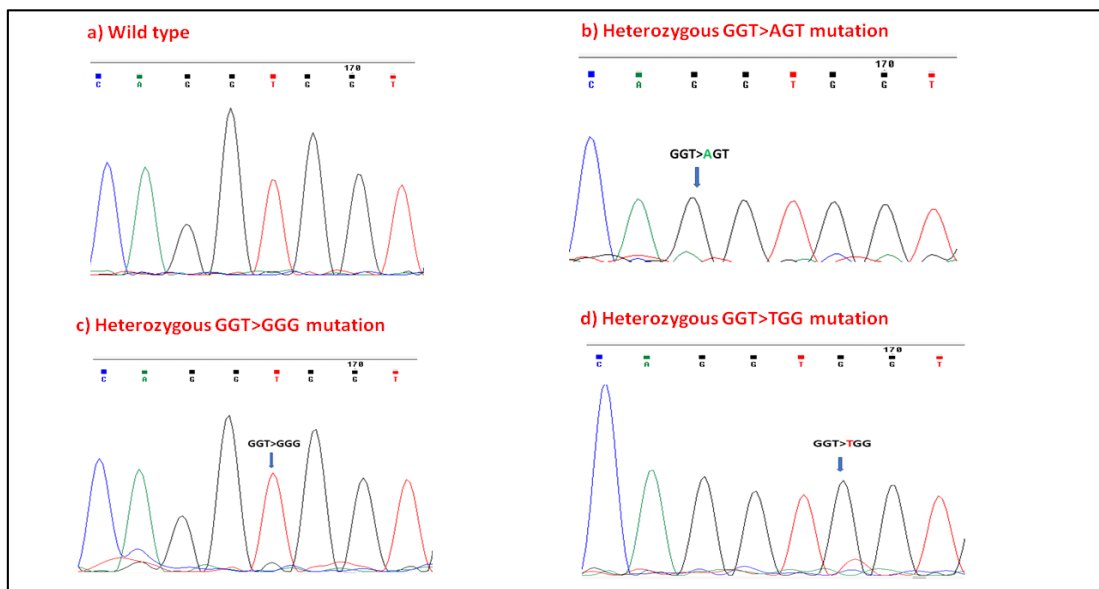 a) Wild type
170
C A G G T G G T
b) Heterozygous GGT>AGT mutation
170
C A G G T G G T
GGT>AGT
c) Heterozygous GGT>GGG mutation
170
C A G G T G G T
GGT>GGG
d) Heterozygous GGT>TGG mutation
170
C A G G T G G T
GGT>TGG